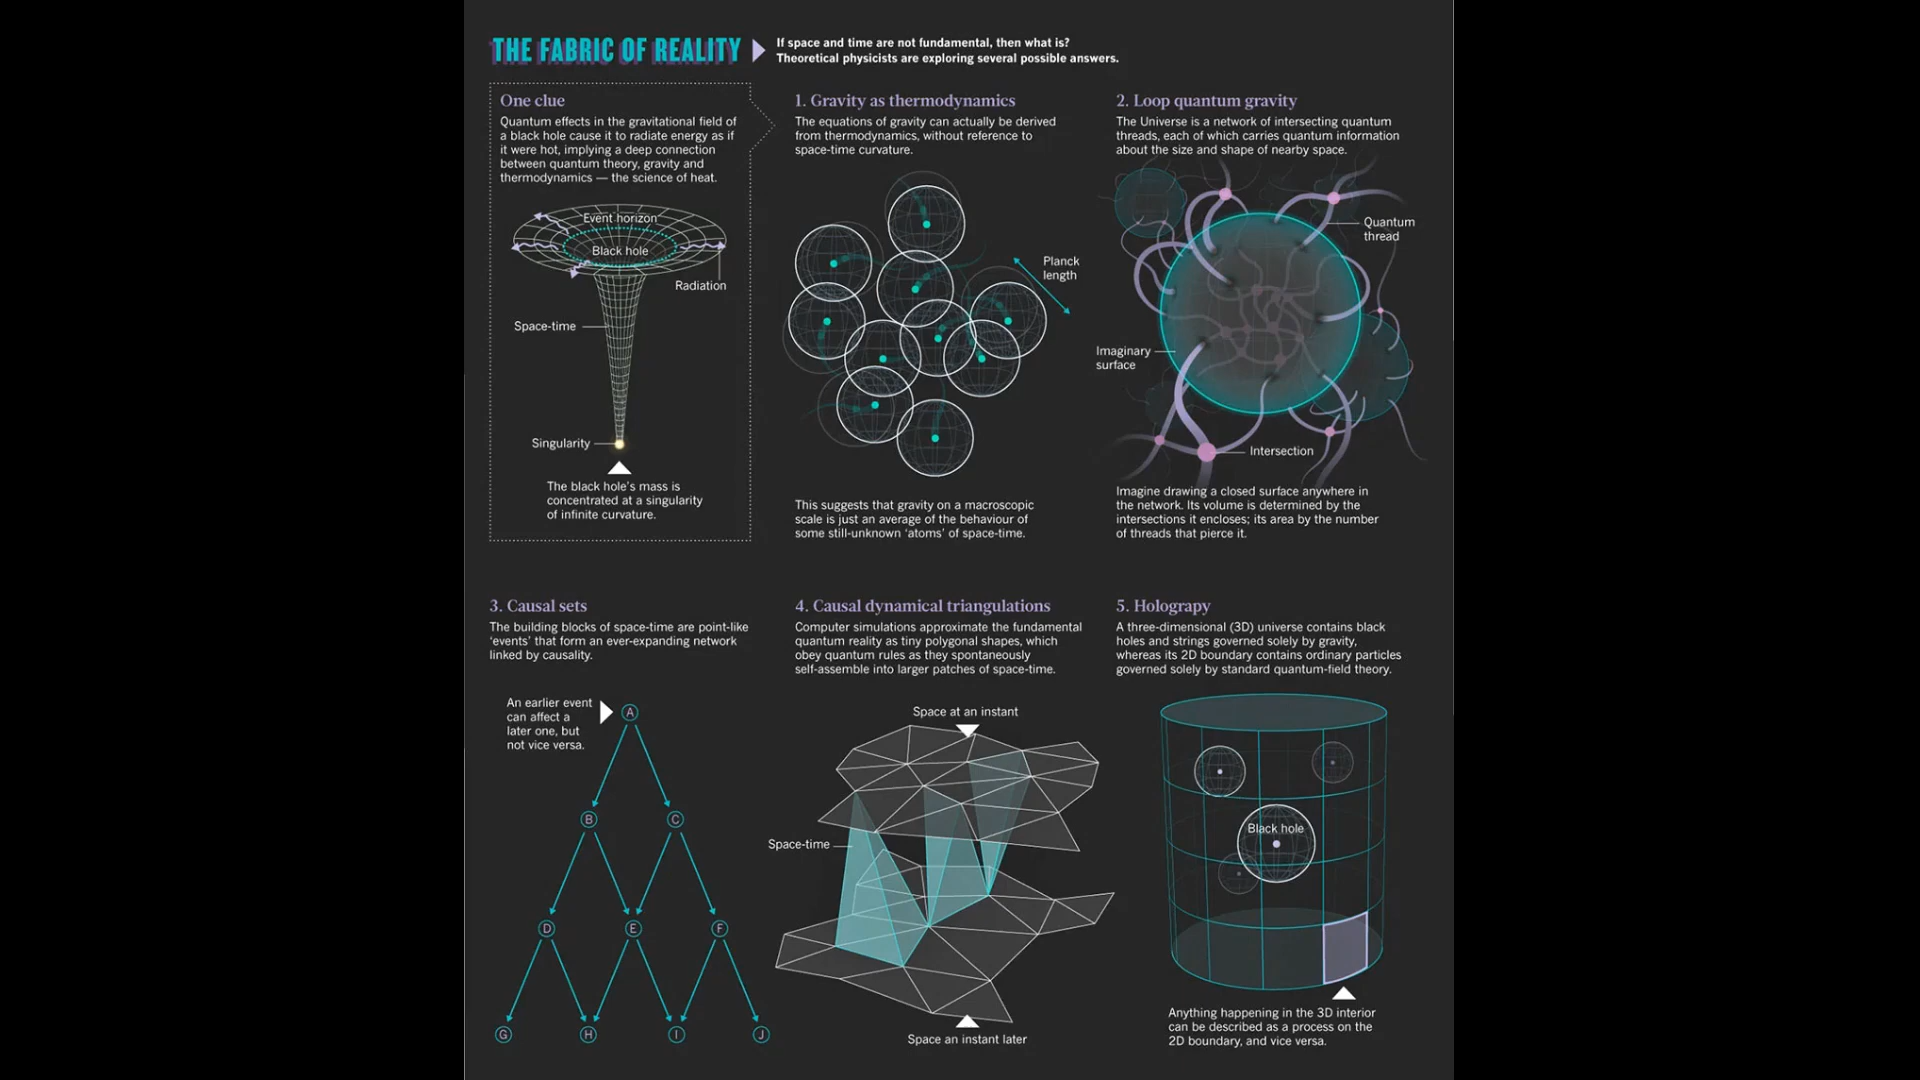 THE FABRIC OF REALITY
If space and time are not fundamental, then what is?
Theoretical physicists are exploring several possible answers.
One clue
Quantum effects in the gravitational field of
a black hole cause it to radiate energy as if
it were hot, implying a deep connection
between quantum theory, gravity and
thermodynamics — the science of heat.
Event horizon
Black hole
Radiation
Space-time
Singularity
The black hole's mass is
concentrated at a singularity
of infinite curvature.
1. Gravity as thermodynamics
The equations of gravity can actually be derived
from thermodynamics, without reference to
space-time curvature.
Planck
length
This suggests that gravity on a macroscopic
scale is just an average of the behaviour of
some still-unknown 'atoms' of space-time.
2. Loop quantum gravity
The Universe is a network of intersecting quantum
threads, each of which carries quantum information
about the size and shape of nearby space.
Quantum
thread
Imaginary
surface
Intersection
Imagine drawing a closed surface anywhere in
the network. Its volume is determined by the
intersections it encloses; its area by the number
of threads that pierce it.
3. Causal sets
The building blocks of space-time are point-like
'events' that form an ever-expanding network
linked by causality.
An earlier event
can affect a
later one, but
not vice versa.
A
B
C
D
E
F
G
H
I
J
4. Causal dynamical triangulations
Computer simulations approximate the fundamental
quantum reality as tiny polygonal shapes, which
obey quantum rules as they spontaneously
self-assemble into larger patches of space-time.
Space at an instant
Space-time
Space an instant later
5. Holograpy
A three-dimensional (3D) universe contains black
holes and strings governed solely by gravity,
whereas its 2D boundary contains ordinary particles
governed solely by standard quantum-field theory.
Black hole
Anything happening in the 3D interior
can be described as a process on the
2D boundary, and vice versa.